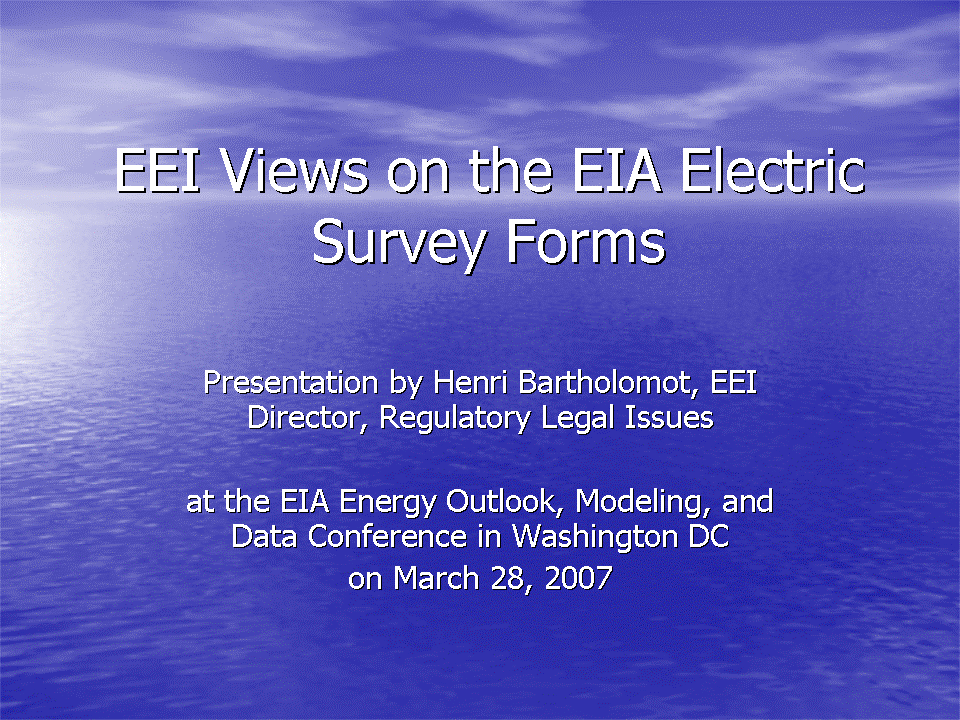 EEI Views on the EIA Electric
Survey Forms
Presentation by Henri Bartholomot, EEI
Director, Regulatory Legal Issues
at the EIA Energy Outlook, Modeling, and
Data Conference in Washington DC
on March 28, 2007